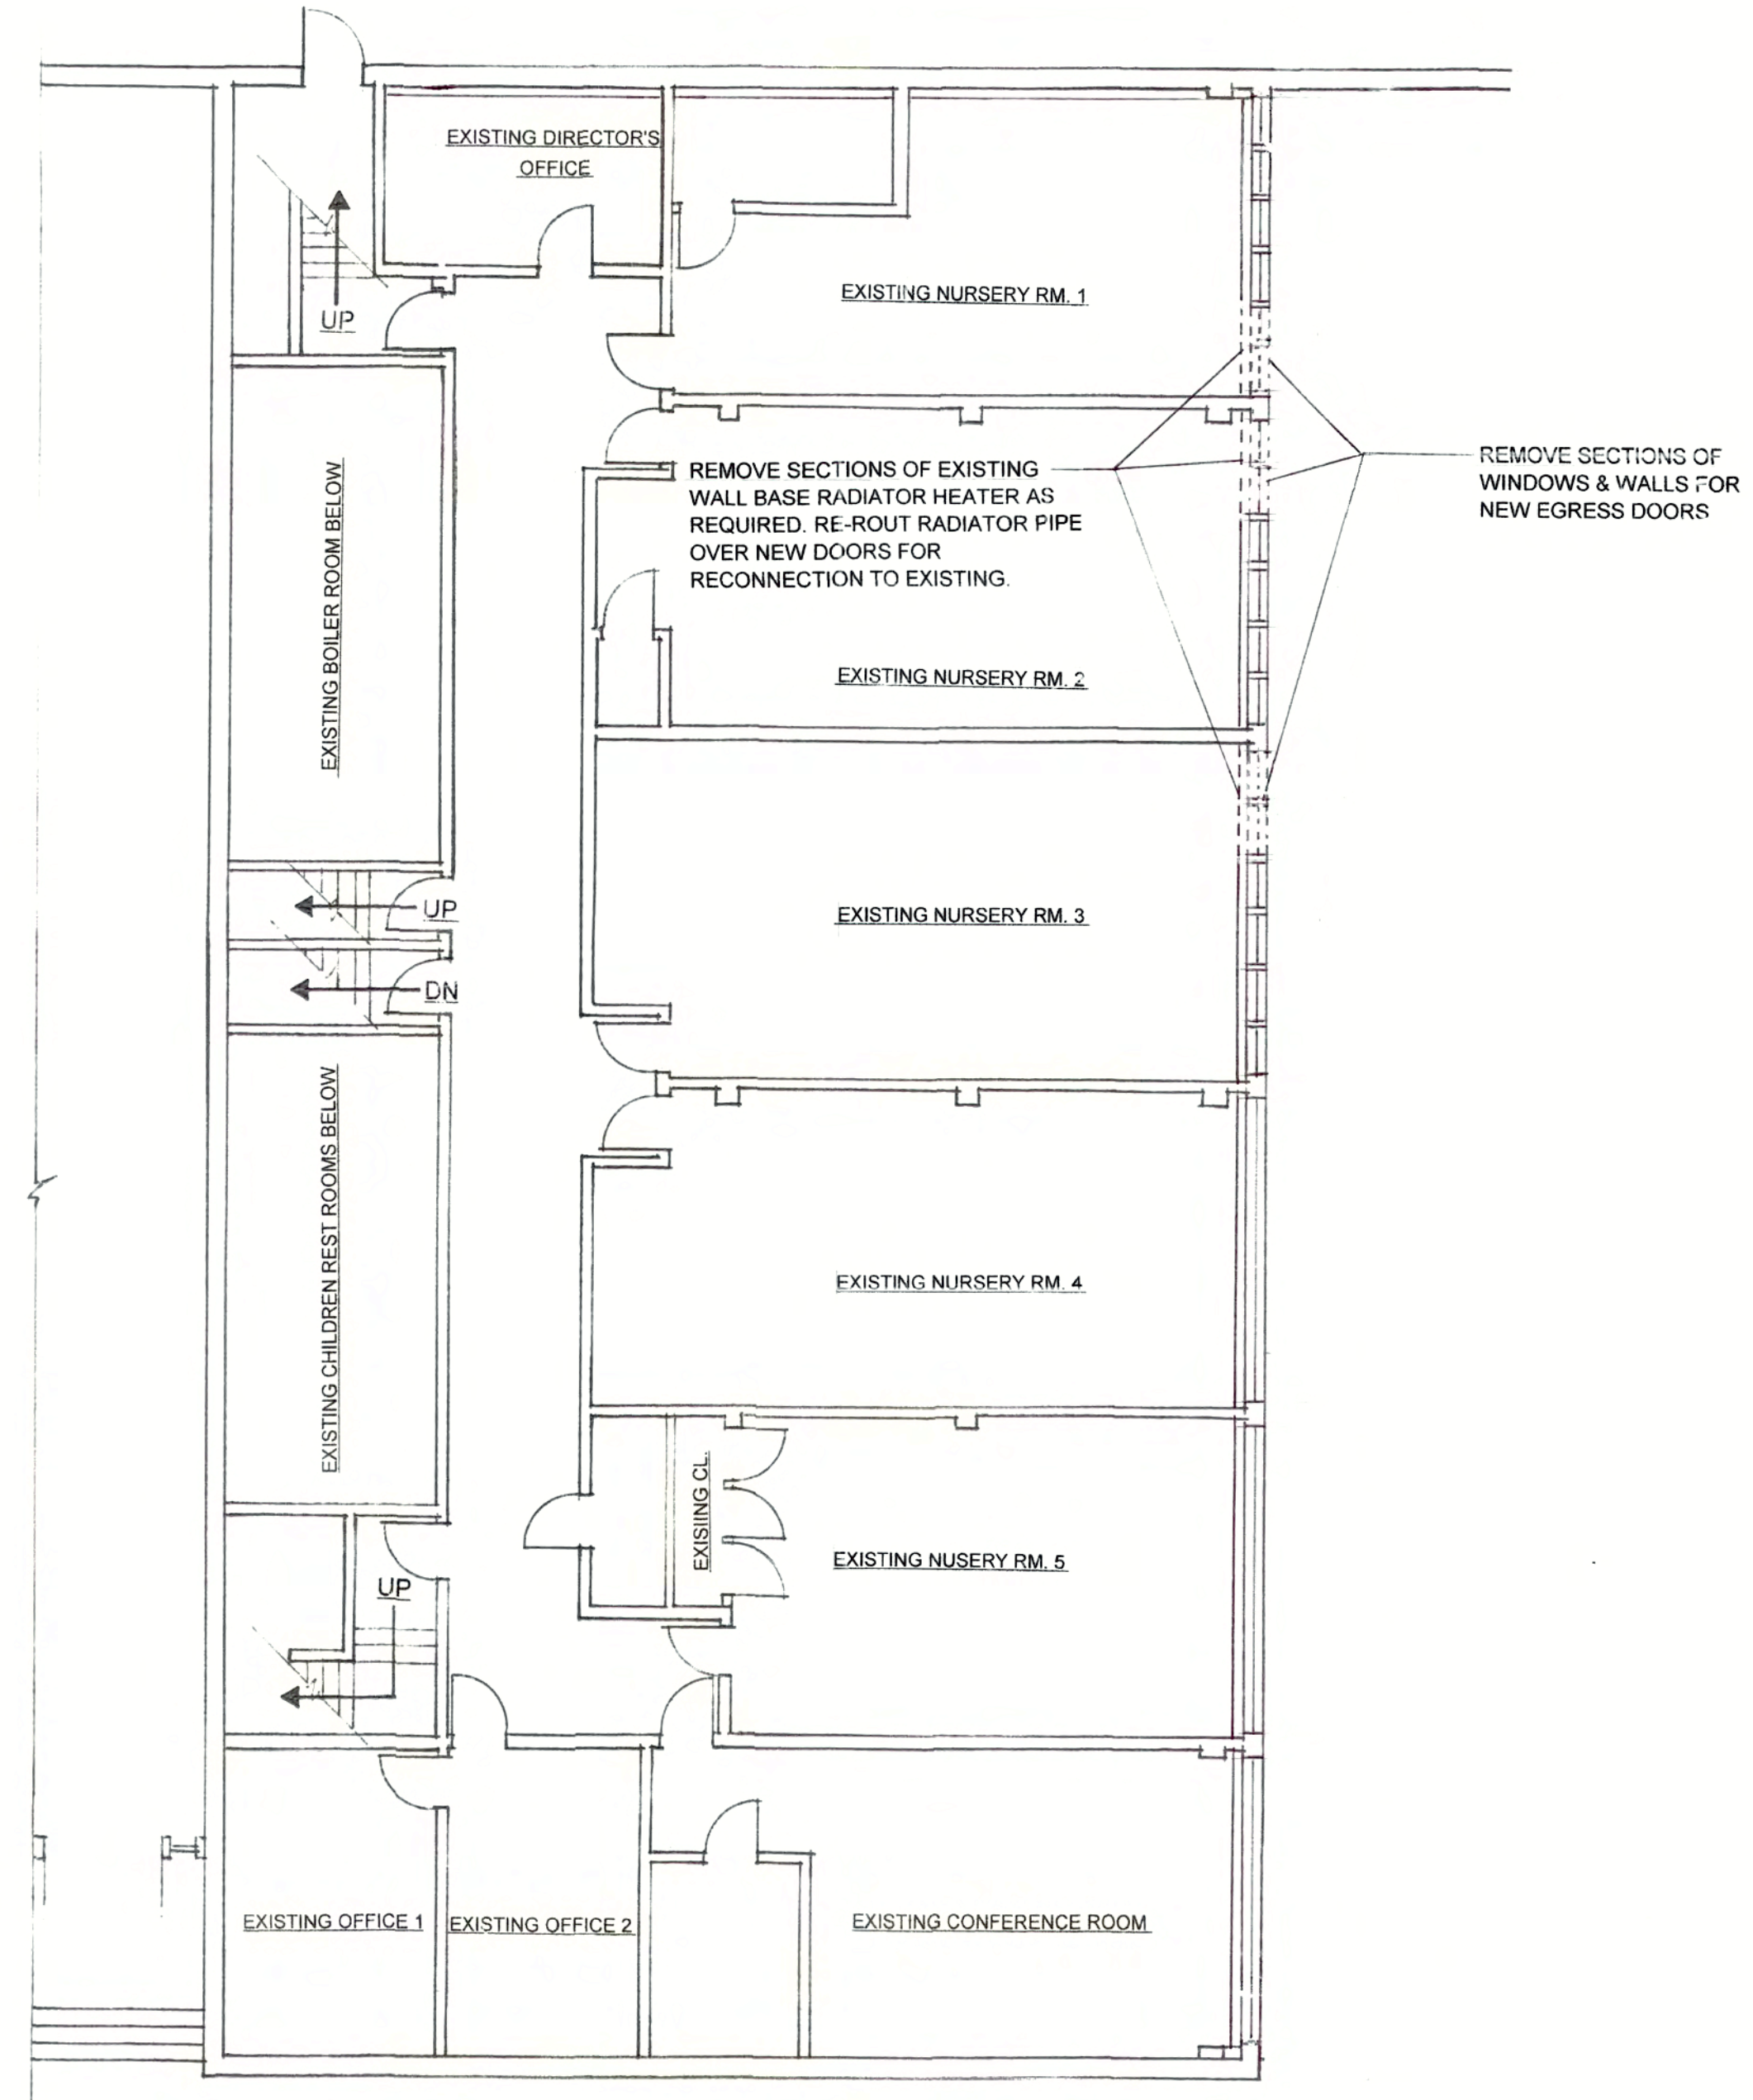 EXISTING DIRECTOR'S
OFFICE
UP
EXISTING NURSERY RM. 1
REMOVE SECTIONS OF EXISTING
WALL BASE RADIATOR HEATER AS
REQUIRED. RE-ROUT RADIATOR PIPE
OVER NEW DOORS FOR
RECONNECTION TO EXISTING.
REMOVE SECTIONS OF
WINDOWS & WALLS FOR
NEW EGRESS DOORS
EXISTING BOILER ROOM BELOW
EXISTING NURSERY RM. 2
UP
DN
EXISTING NURSERY RM. 3
EXISTING CHILDREN REST ROOMS BELOW
EXISTING NURSERY RM. 4
EXISIING CL.
EXISTING NUSERY RM. 5
UP
EXISTING OFFICE 1
EXISTING OFFICE 2
EXISTING CONFERENCE ROOM